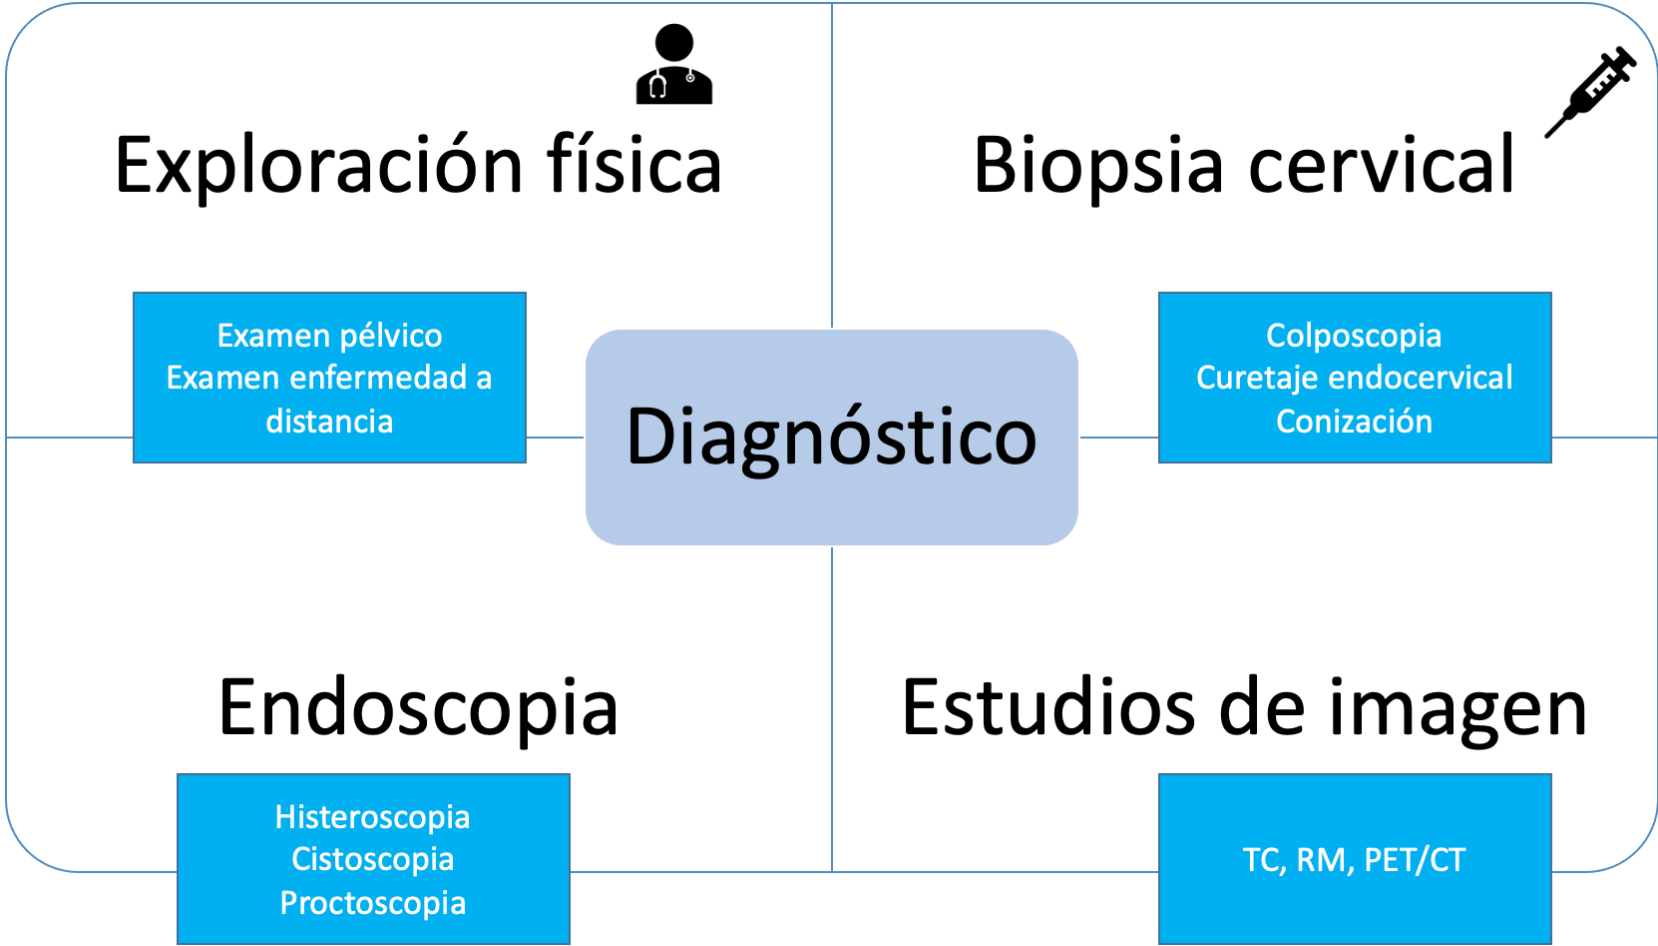 Exploración física
Biopsia cervical
Examen pélvico
Examen enfermedad a
distancia
Colposcopia
Curetaje endocervical
Conización
Diagnóstico
Endoscopia
Estudios de imagen
Histeroscopia
Cistoscopia
Proctoscopia
TC, RM, PET/CT